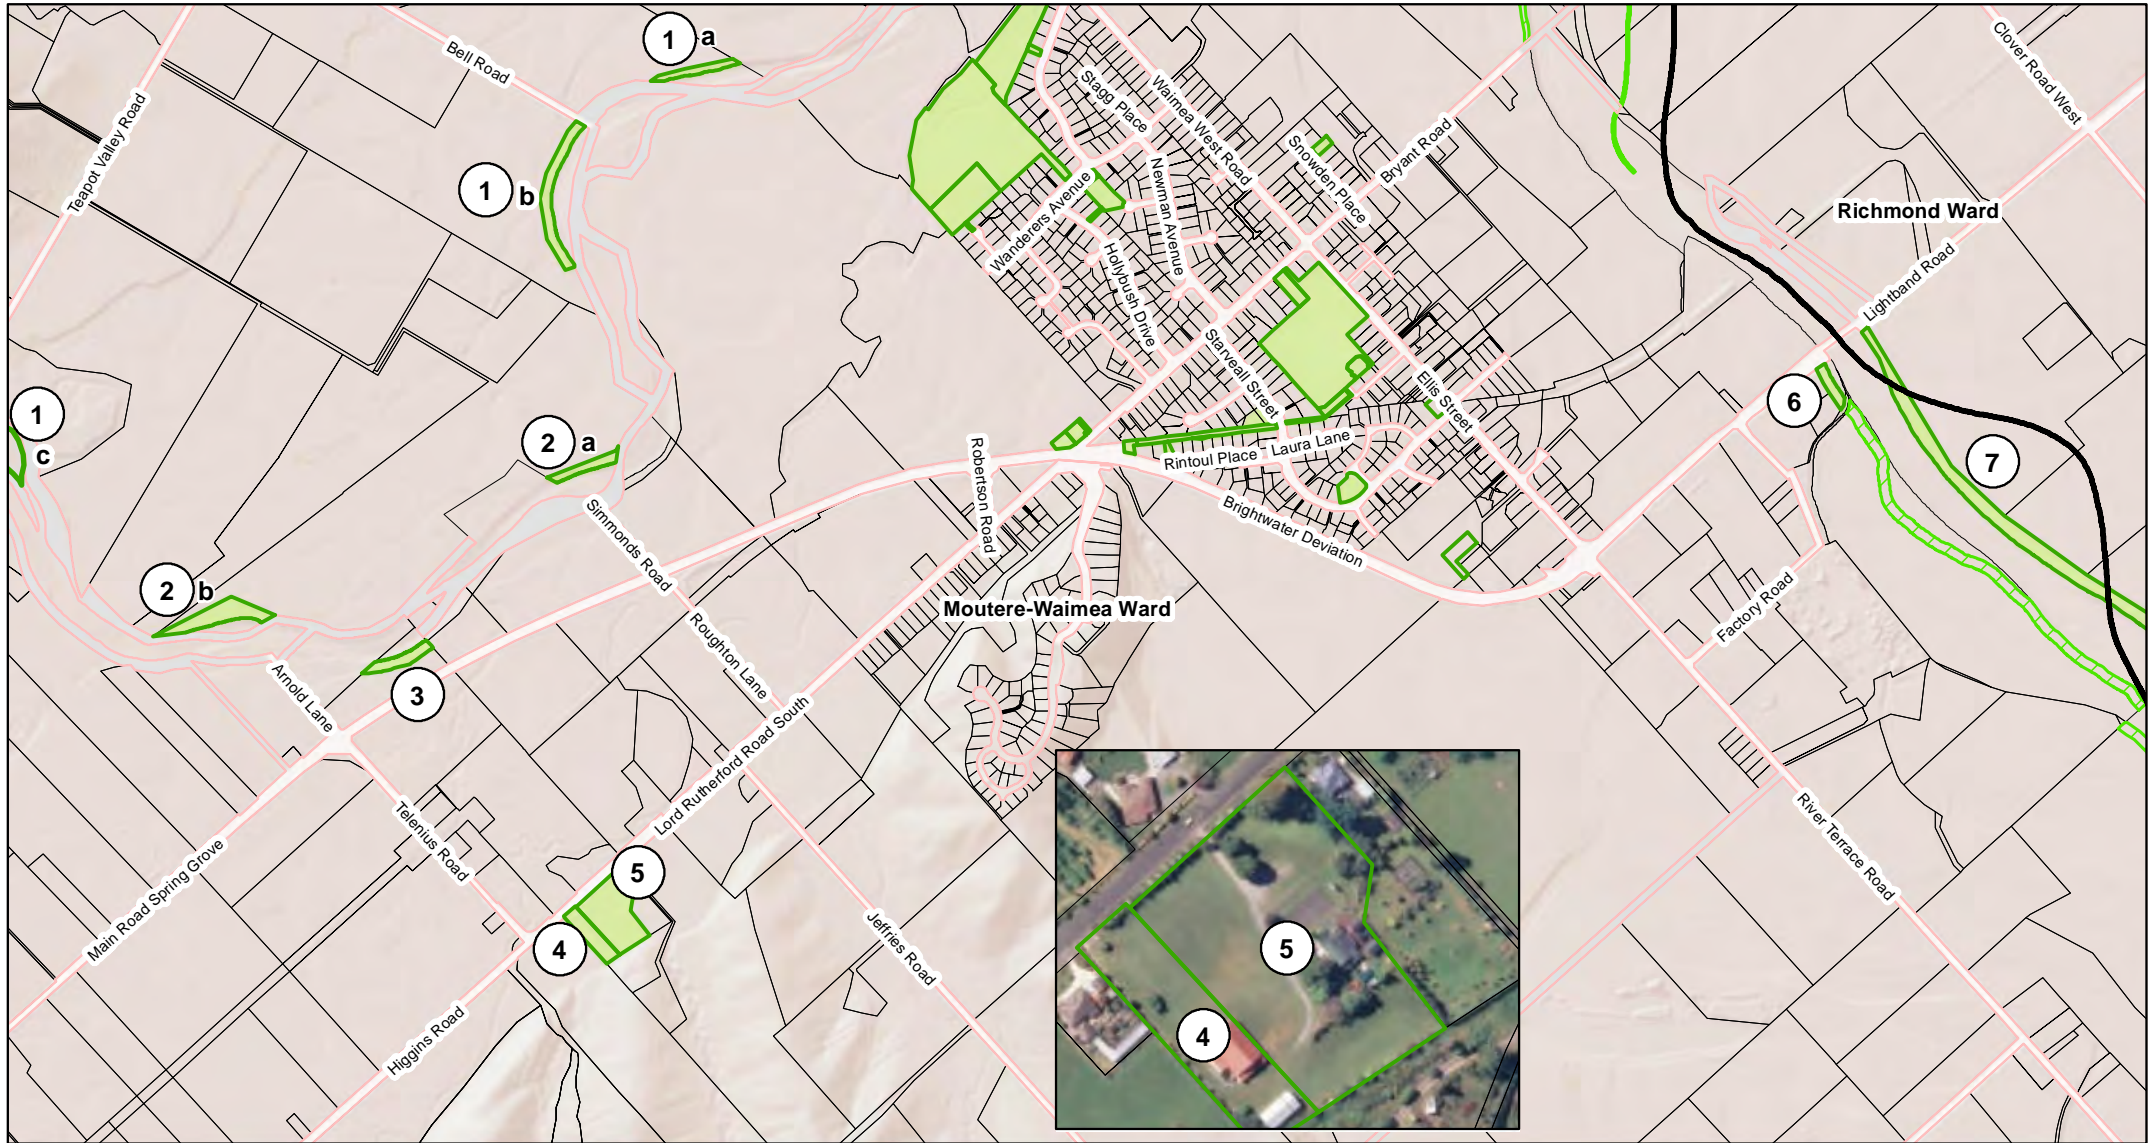 1 a
Bell Road
Clover Road West
Stagg Place
Waimea West Road
Teapot Valley Road
Snowden Place
Bryant Road
1 b
Newman Avenue
Wanderers Avenue
Richmond Ward
Hollybush Drive
Lightband Road
Starveall Street
Ellis Street
6
1
c
2 a
Robertson Road
Rintoul Place
Laura Lane
7
Brightwater Deviation
Simmonds Road
2 b
Moutere-Waimea Ward
Factory Road
Roughton Lane
Arnold Lane
3
Lord Rutherford Road South
Telenius Road
River Terrace Road
Main Road Spring Grove
5
4
Jeffries Road
Higgins Road
5
4